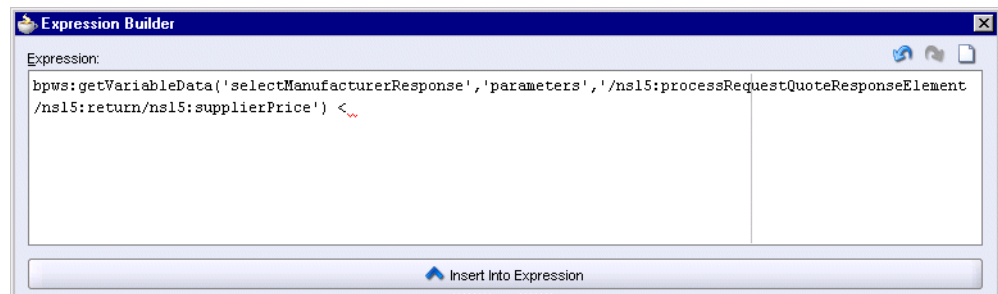 Expression Builder
Expression:
bpws:getVariableData('selectManufacturerResponse','parameters','/ns15:processRequestQuoteResponseElement
/ns15:return/ns15:supplierPrice') <
Insert Into Expression